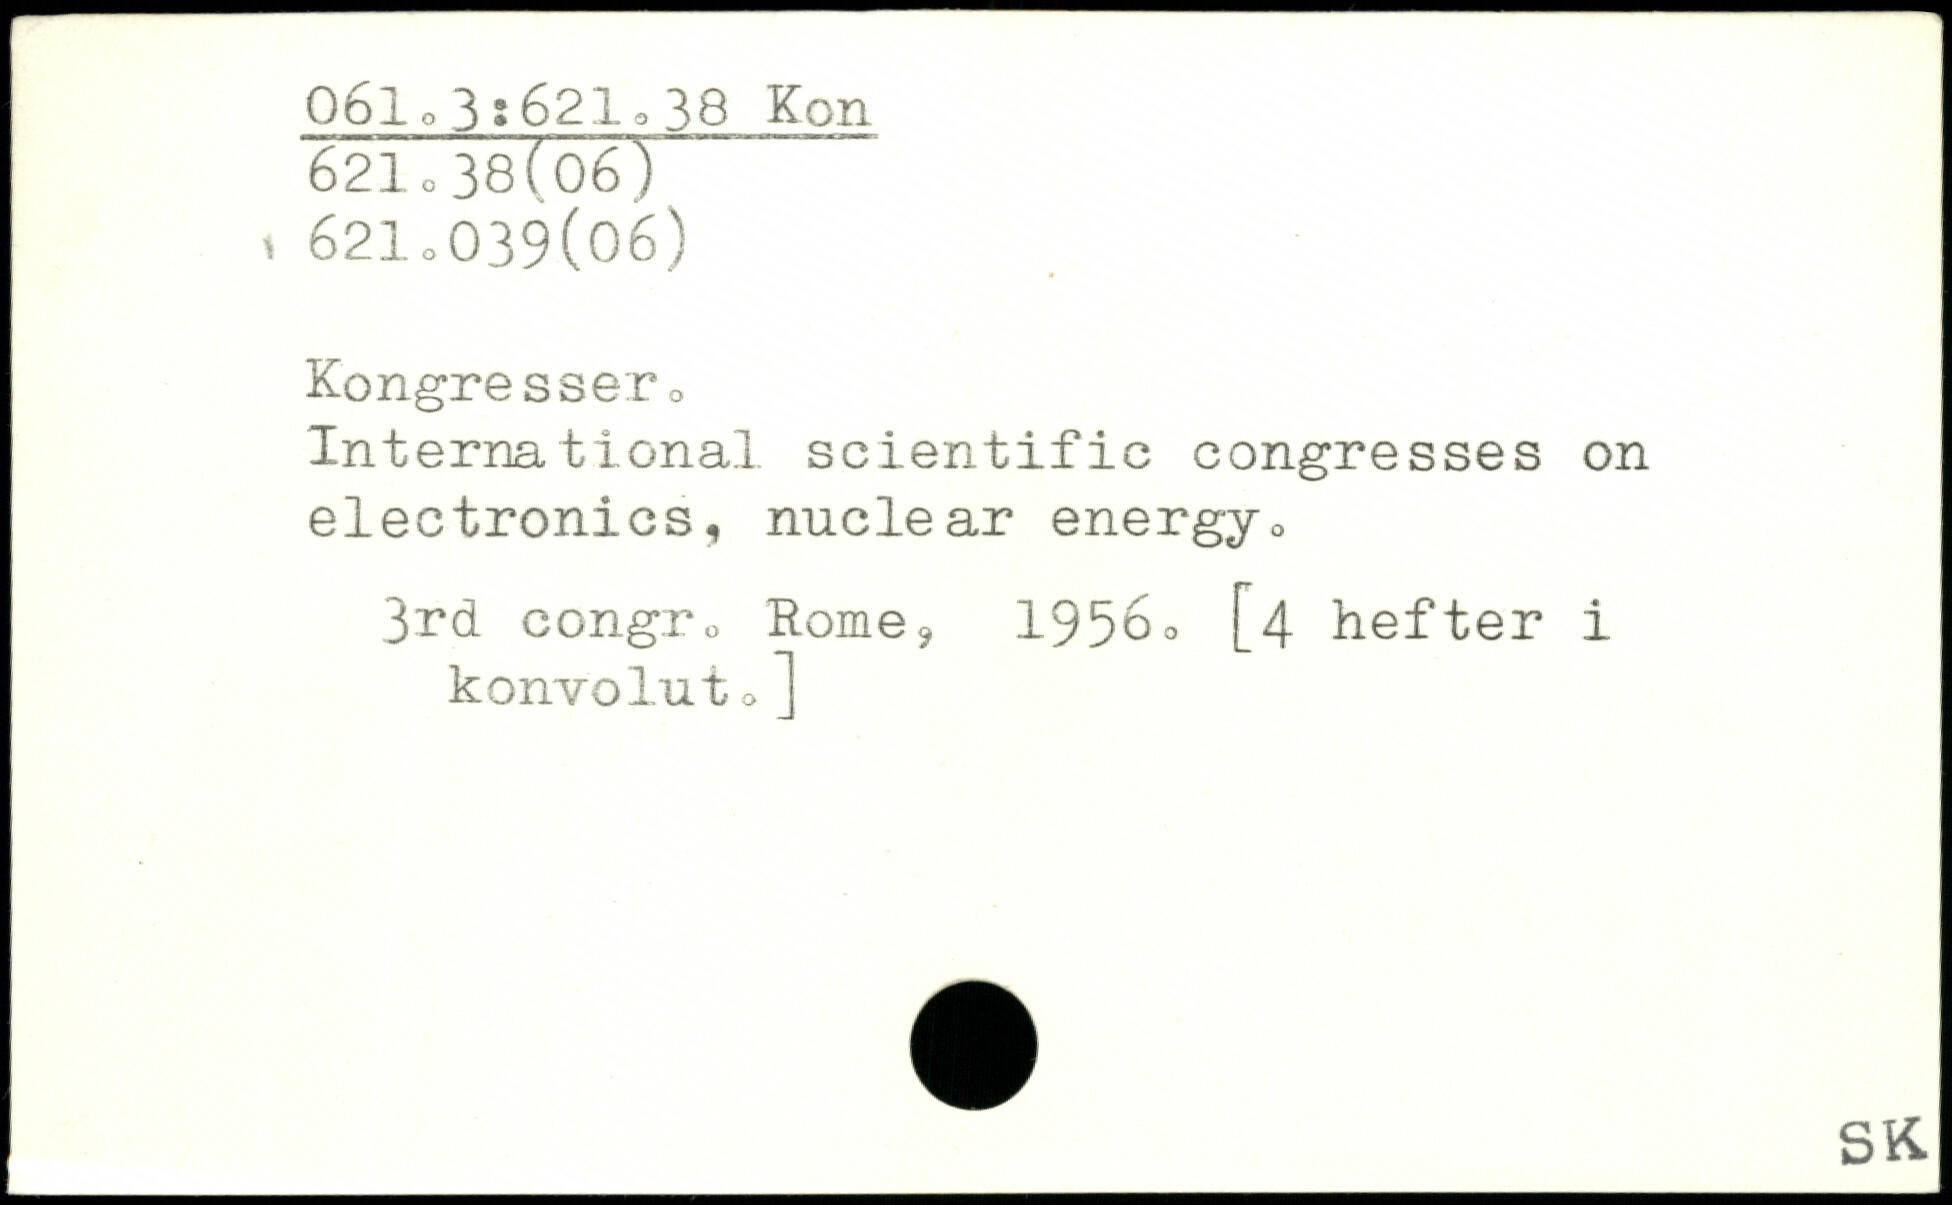 061.3:621.38 Kon
621.38(06)
621.039(06)
Kongresser.
International scientific congresses on
electronics, nuclear energy.
3rd congr. Rome, 1956. [4 hefter i
konvolut.]
SK